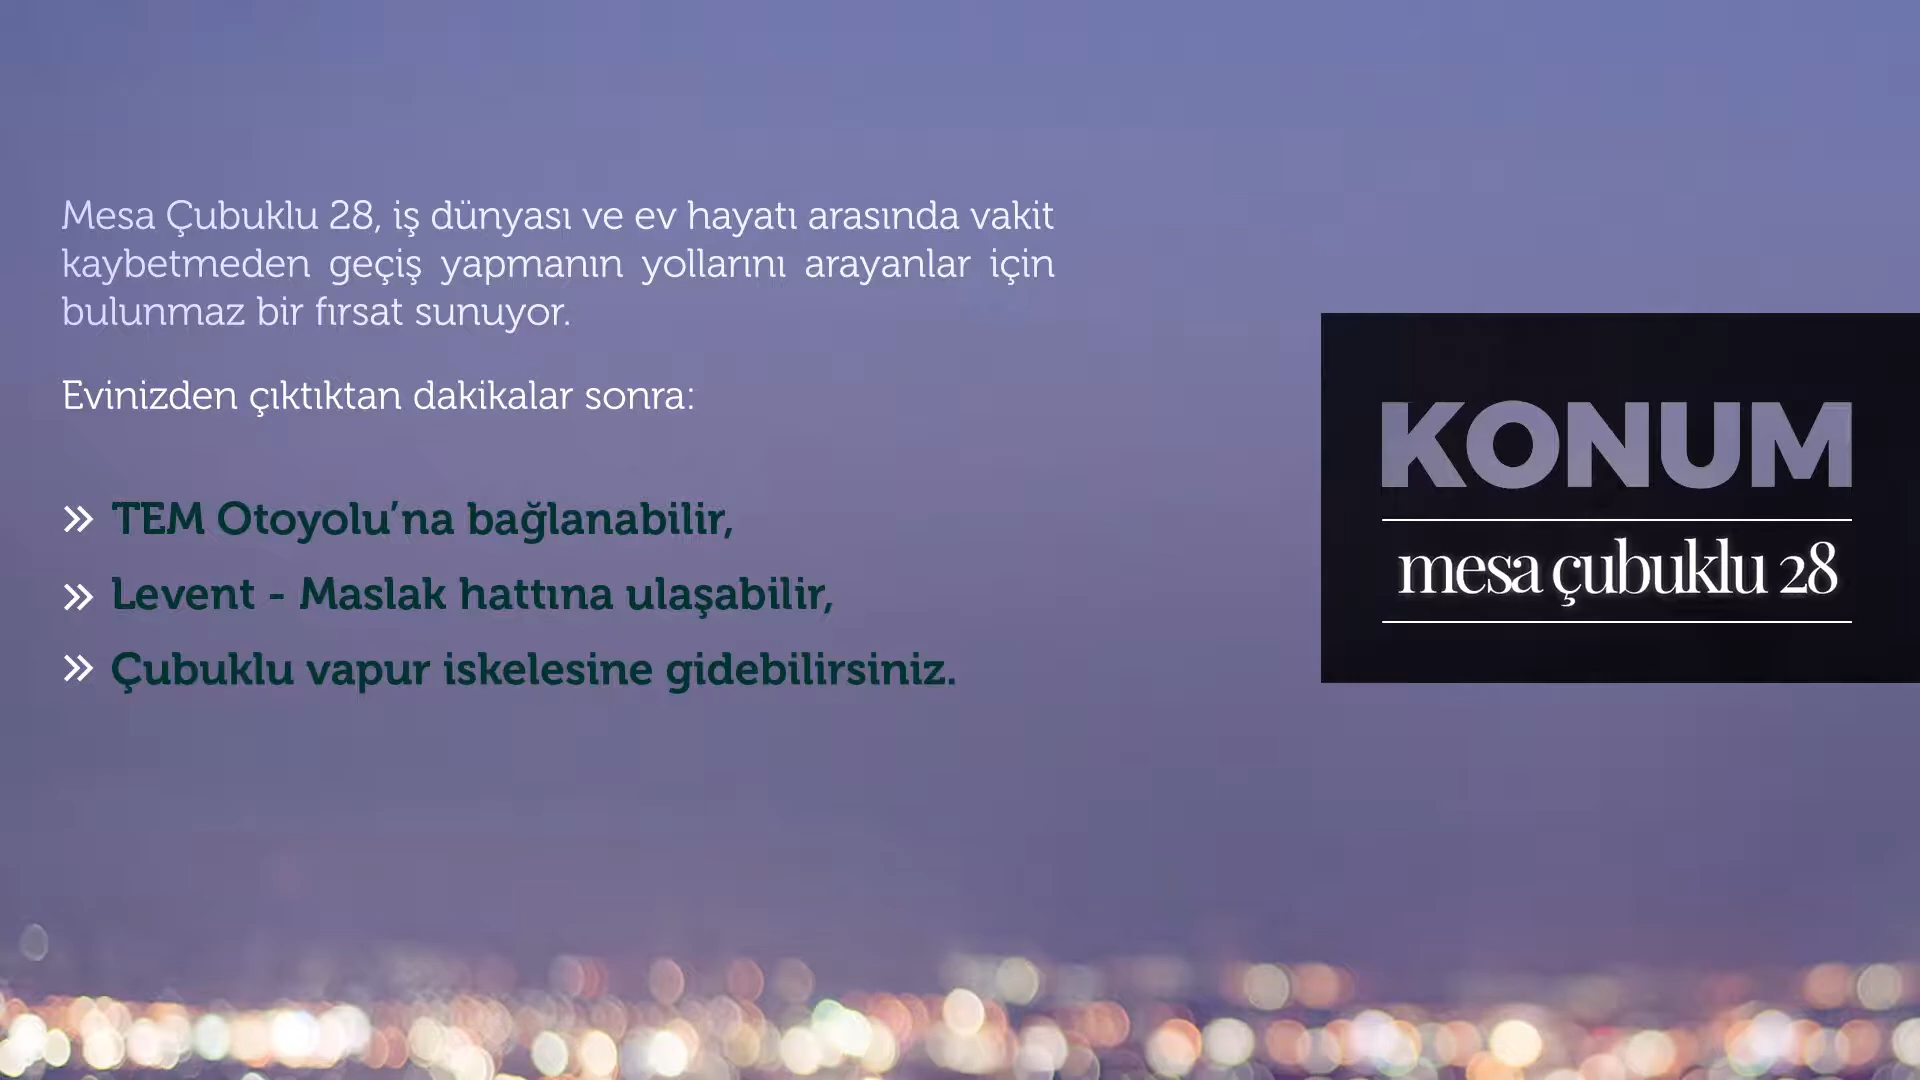 Mesa Çubuklu 28, iş dünyası ve ev hayatı arasında vakit
kaybetmeden geçiş yapmanın yollarını arayanlar için
bulunmaz bir fırsat sunuyor.
Evinizden çıktıktan dakikalar sonra:
» TEM Otoyolu’na bağlanabilir,
» Levent - Maslak hattına ulaşabilir,
» Çubuklu vapur iskelesine gidebilirsiniz.
KONUM
mesa çubuklu 28